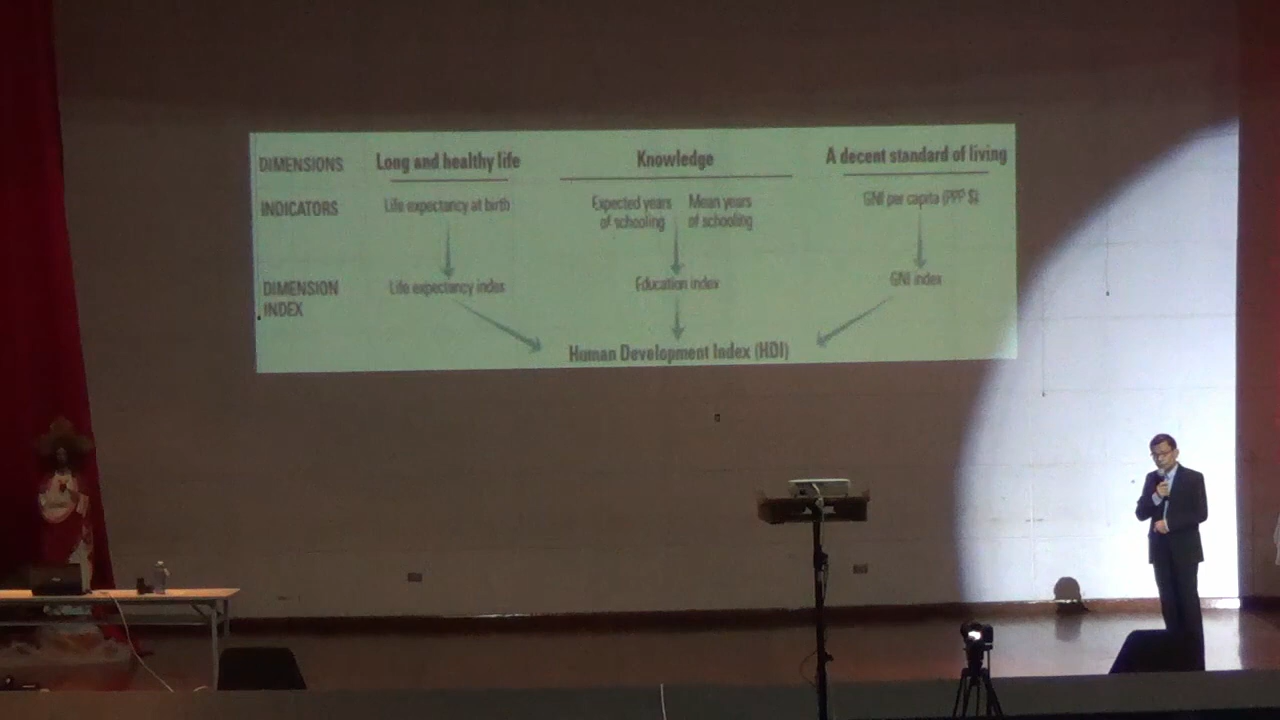 DIMENSIONS Long and healthy life Knowledge A decent standard of living
INDICATORS Life expectancy at birth Expected years of schooling Mean years of schooling GNI per capita (PPP $)
DIMENSION INDEX Life expectancy index Education index GNI index
Human Development Index (HDI)